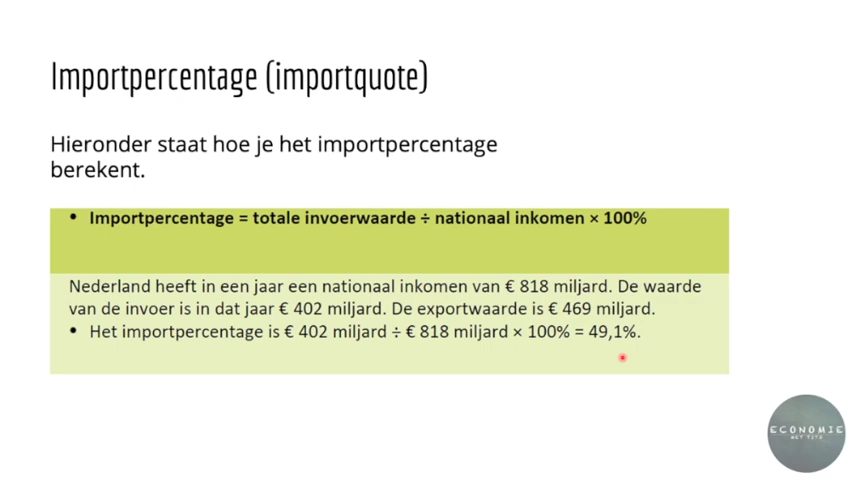 Importpercentage (importquote)
Hieronder staat hoe je het importpercentage
berekent.
• Importpercentage = totale invoerwaarde ÷ nationaal inkomen × 100%
Nederland heeft in een jaar een nationaal inkomen van € 818 miljard. De waarde
van de invoer is in dat jaar € 402 miljard. De exportwaarde is € 469 miljard.
• Het importpercentage is € 402 miljard ÷ € 818 miljard × 100% = 49,1%.
ECONOMIE